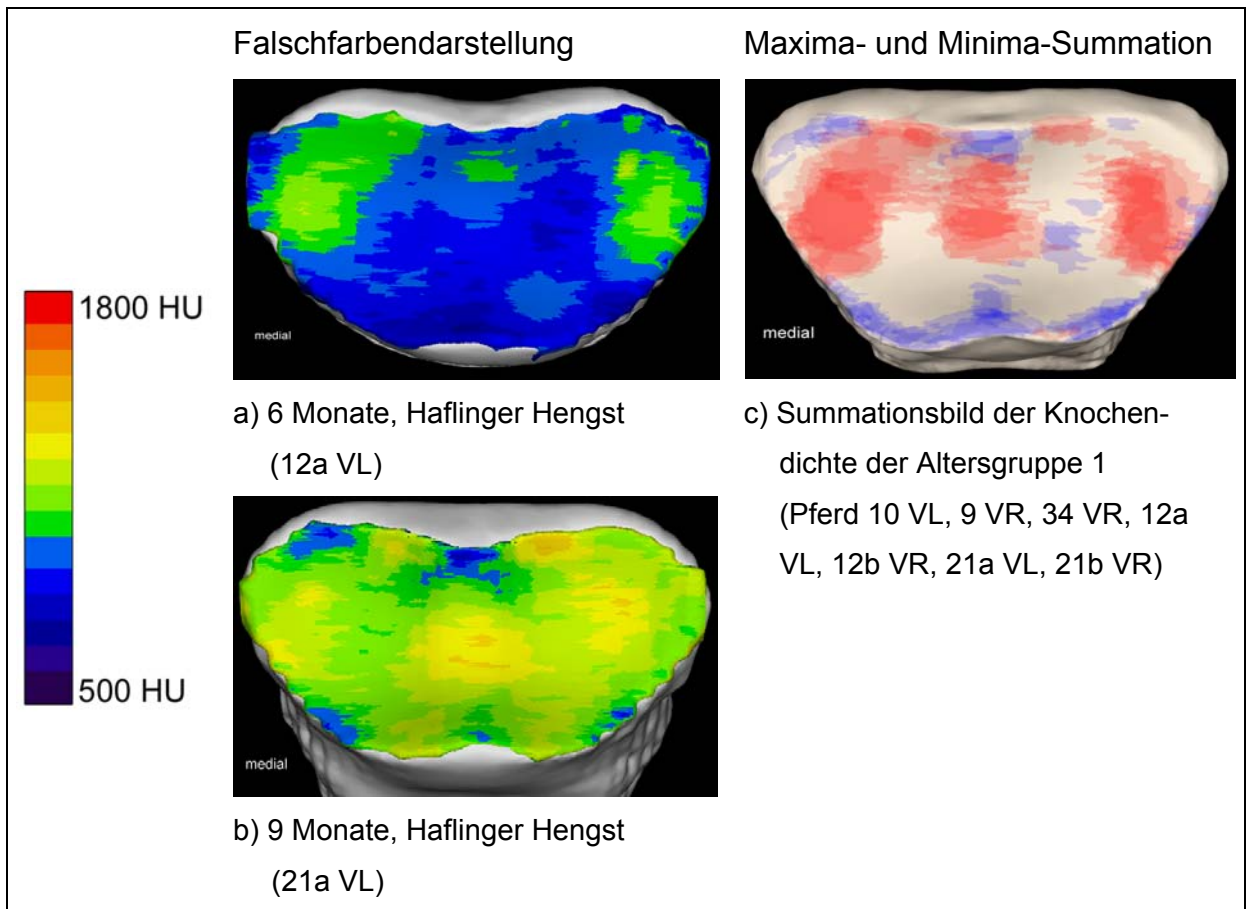 Falschfarbendarstellung
Maxima- und Minima-Summation
1800 HU
500 HU
medial
a) 6 Monate, Haflinger Hengst
(12a VL)
medial
b) 9 Monate, Haflinger Hengst
(21a VL)
medial
c) Summationsbild der Knochen-
dichte der Altersgruppe 1
(Pferd 10 VL, 9 VR, 34 VR, 12a
VL, 12b VR, 21a VL, 21b VR)